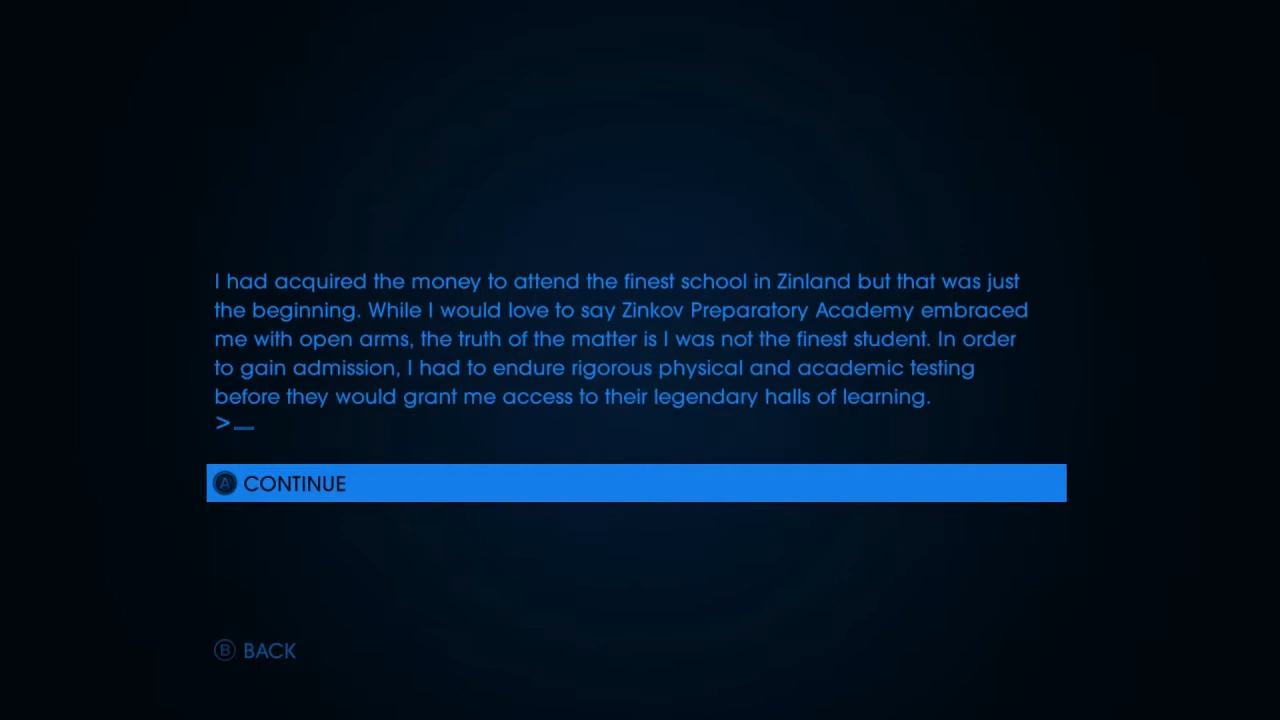 I had acquired the money to attend the finest school in Zinland but that was just
the beginning. While I would love to say Zinkov Preparatory Academy embraced
me with open arms, the truth of the matter is I was not the finest student. In order
to gain admission, I had to endure rigorous physical and academic testing
before they would grant me access to their legendary halls of learning.
>_
A CONTINUE
B BACK